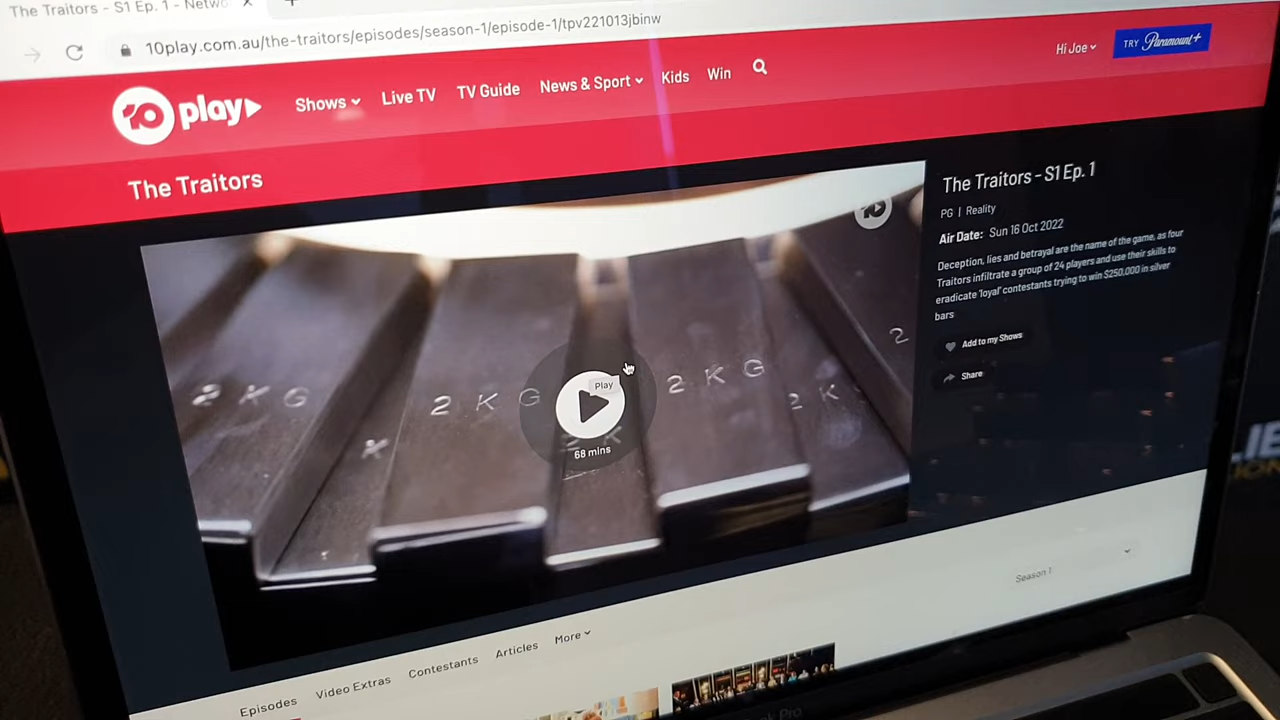 The Traitors - S1 Ep. 1 - Netwo
10play.com.au/the-traitors/episodes/season-1/episode-1/tpv221013jbinw
10 play
Shows
Live TV
TV Guide
News & Sport
Kids
Win
Hi Joe
TRY Paramount+
The Traitors
The Traitors - S1 Ep. 1
PG | Reality
Air Date: Sun 16 Oct 2022
Deception, lies and betrayal are the name of the game, as four
Traitors infiltrate a group of 24 players and use their skills to
eradicate 'loyal' contestants trying to win $250,000 in silver
bars
Add to my Shows
Share
10
2 K G
2 K G
2 K G
2 K
2
2 K
Play
68 mins
Season 1
Episodes
Video Extras
Contestants
Articles
More